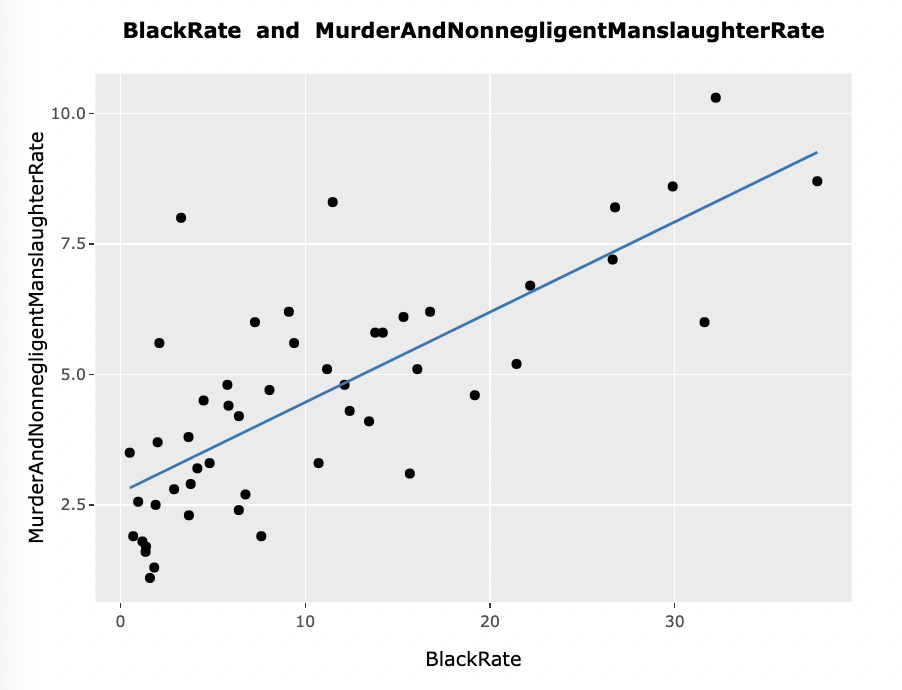 BlackRate and MurderAndNonnegligentManslaughterRate
MurderAndNonnegligentManslaughterRate
10.0
7.5
5.0
2.5
0 10 20 30
BlackRate